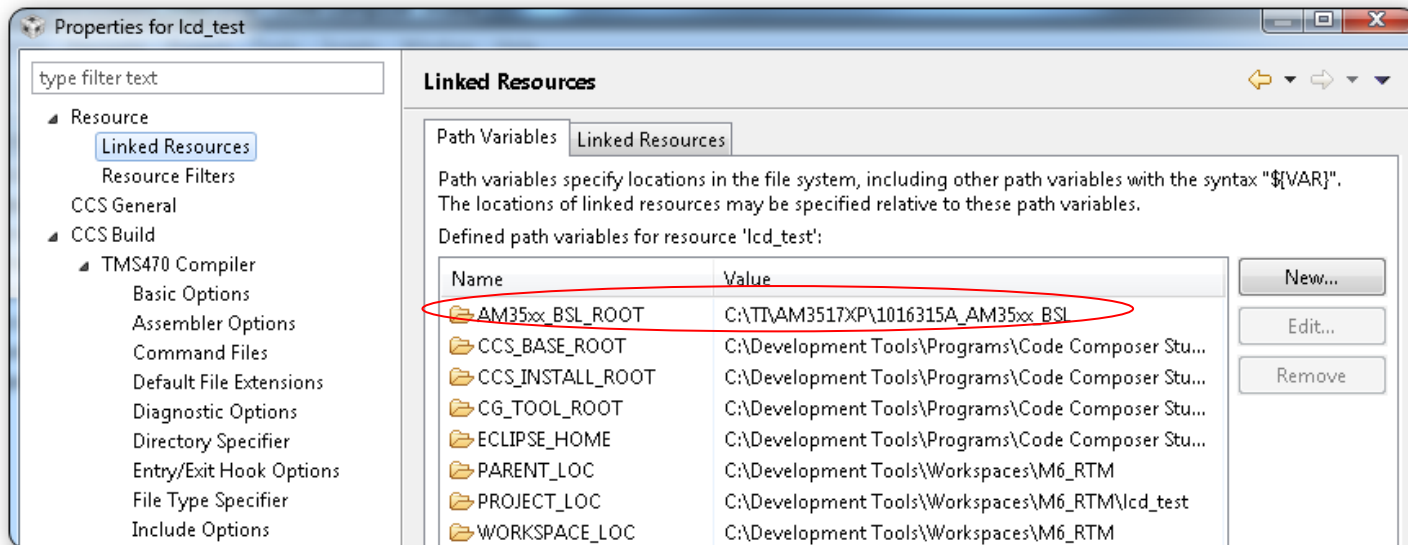 Properties for lcd_test
type filter text
Resource
Linked Resources
Resource Filters
CCS General
CCS Build
TMS470 Compiler
Basic Options
Assembler Options
Command Files
Default File Extensions
Diagnostic Options
Directory Specifier
Entry/Exit Hook Options
File Type Specifier
Include Options
Linked Resources
Path Variables
Linked Resources
Path variables specify locations in the file system, including other path variables with the syntax "${VAR}".
The locations of linked resources may be specified relative to these path variables.
Defined path variables for resource 'lcd_test':
Name Value
AM35xx_BSL_ROOT C:\TI\AM3517XP\1016315A_AM35xx_BSL
CCS_BASE_ROOT C:\Development Tools\Programs\Code Composer Stu...
CCS_INSTALL_ROOT C:\Development Tools\Programs\Code Composer Stu...
CG_TOOL_ROOT C:\Development Tools\Programs\Code Composer Stu...
ECLIPSE_HOME C:\Development Tools\Programs\Code Composer Stu...
PARENT_LOC C:\Development Tools\Workspaces\M6_RTM
PROJECT_LOC C:\Development Tools\Workspaces\M6_RTM\lcd_test
WORKSPACE_LOC C:\Development Tools\Workspaces\M6_RTM
New...
Edit...
Remove